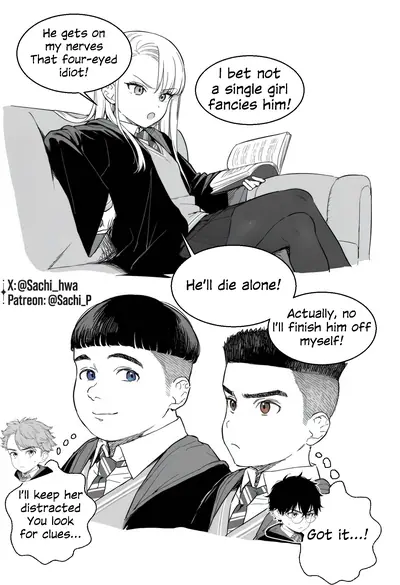 He gets on
my nerves
That four-eyed
idiot!
I bet not
a single girl
fancies him!
X:@Sachi_hwa
Patreon: @Sachi_P
He'll die alone!
Actually, no
I'll finish him off
myself!
I'll keep her
distracted
You look
for clues...
Got it...!